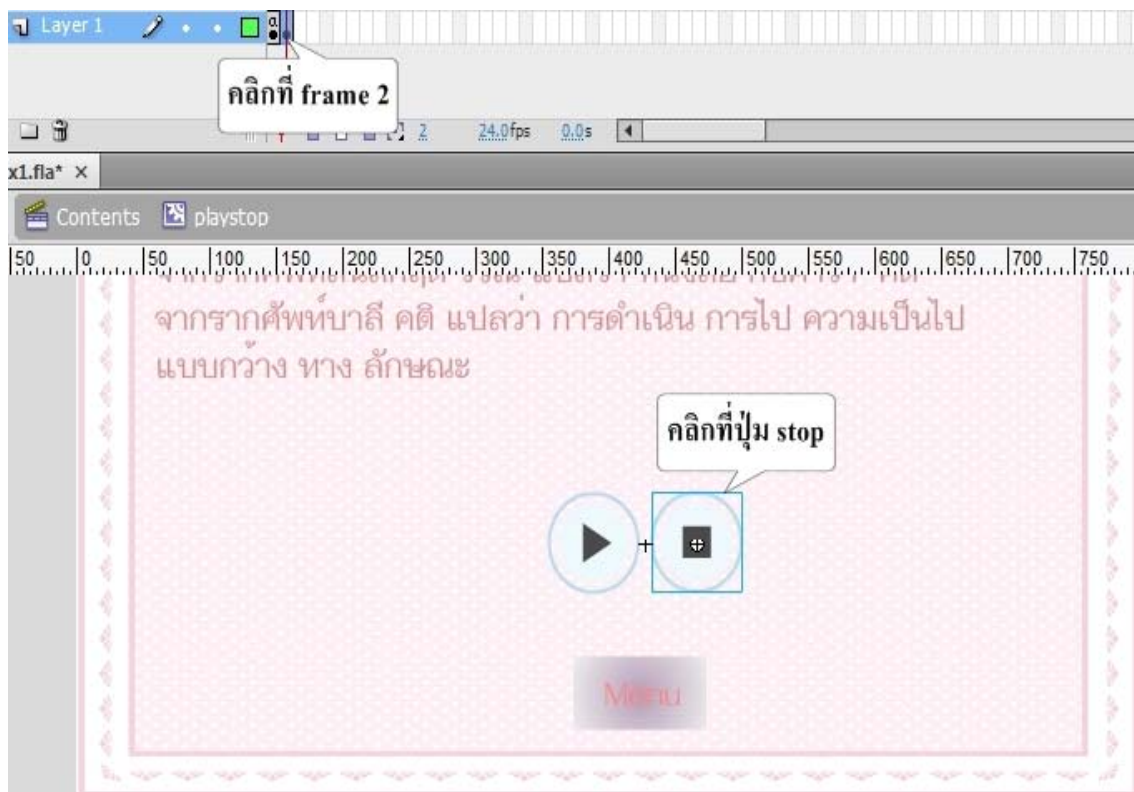 Layer 1
คลิกที่ frame 2
2 24.0fps 0.0s
x1.fla*
Contents playstop
50 0 50 100 150 200 250 300 350 400 450 500 550 600 650 700 750
จากรากศัพท์บาลี คติ แปลว่า การดำเนิน การไป ความเป็นไป
แบบกว้าง ทาง ลักษณะ
คลิกที่ปุ่ม stop
Menu